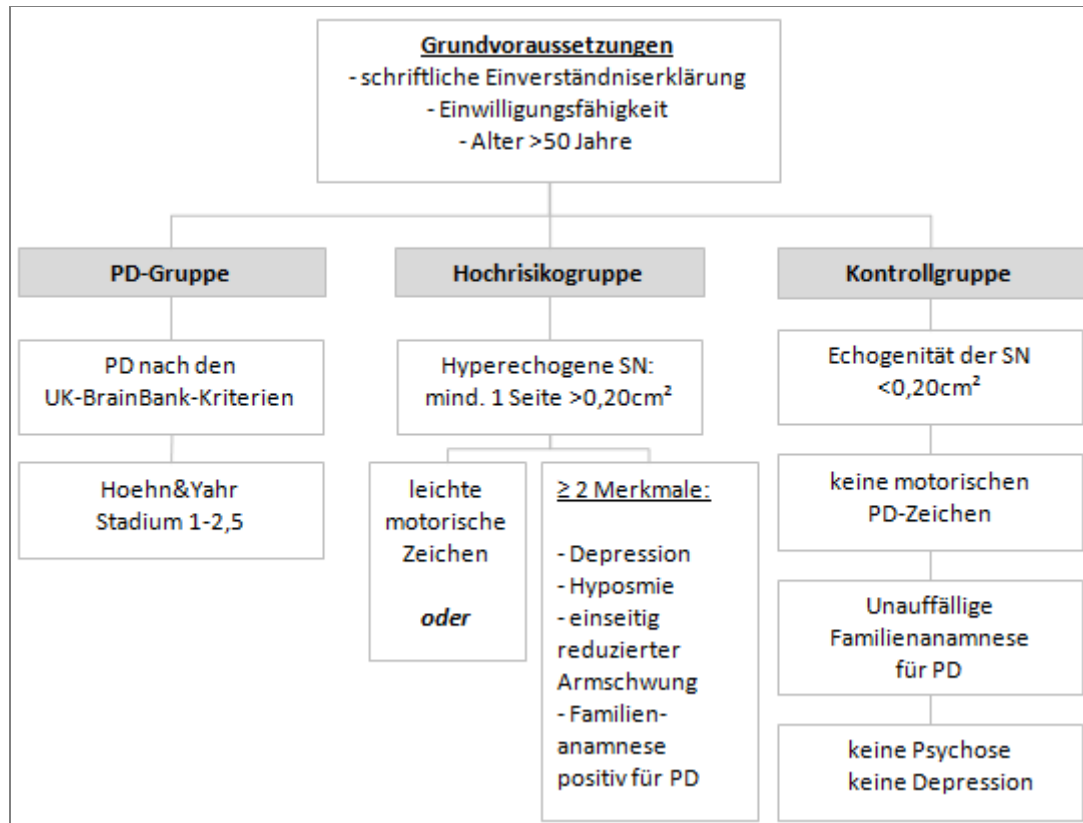 Grundvoraussetzungen
- schriftliche Einverständniserklärung
- Einwilligungsfähigkeit
- Alter >50 Jahre
PD-Gruppe
PD nach den
UK-BrainBank-Kriterien
Hoehn&Yahr
Stadium 1-2,5
Hochrisikogruppe
Hyperechogene SN:
mind. 1 Seite >0,20cm²
leichte
motorische
Zeichen
oder
≥ 2 Merkmale:
- Depression
- Hyposmie
- einseitig
reduzierter
Armschwung
- Familien-
anamnese
positiv für PD
Kontrollgruppe
Echogenität der SN
<0,20cm²
keine motorischen
PD-Zeichen
Unauffällige
Familienanamnese
für PD
keine Psychose
keine Depression